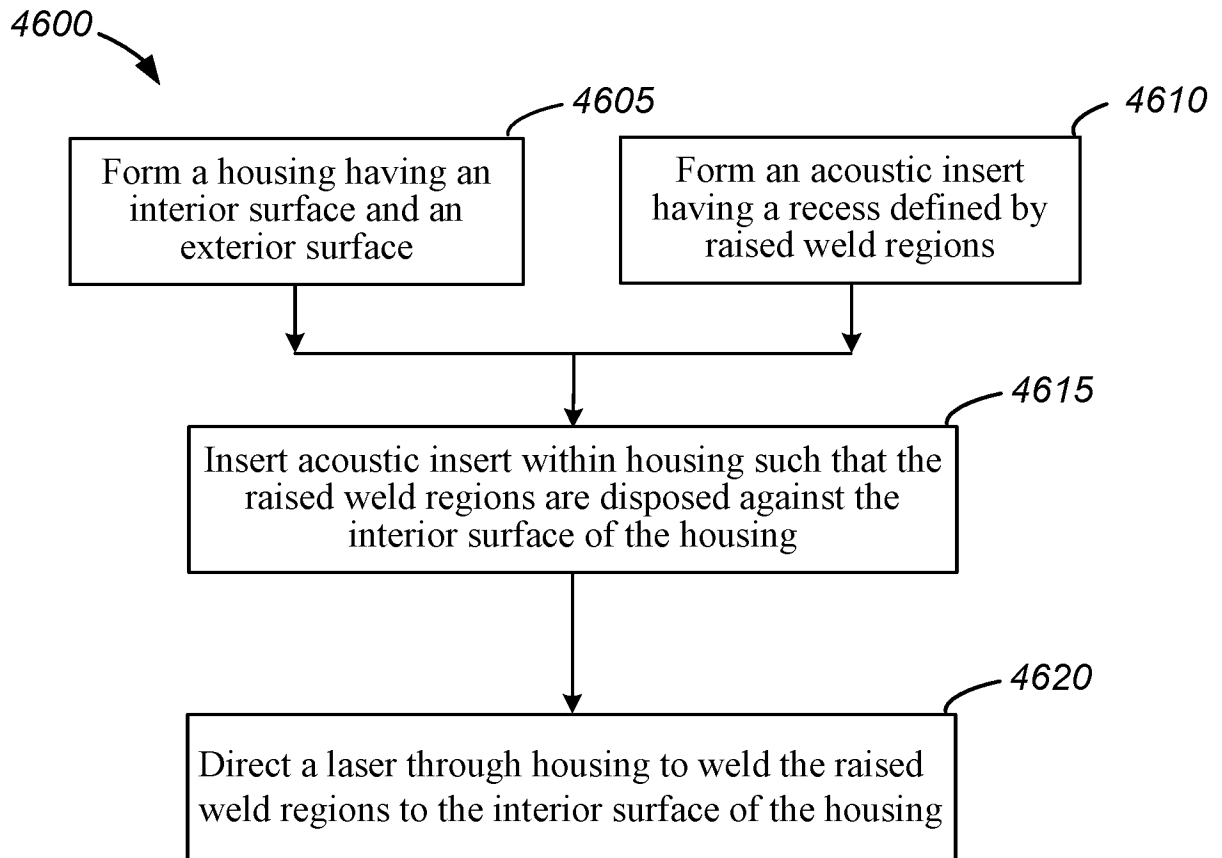 4600
4605
4610
Form a housing having an
interior surface and an
exterior surface
Form an acoustic insert
having a recess defined by
raised weld regions
4615
Insert acoustic insert within housing such that the
raised weld regions are disposed against the
interior surface of the housing
4620
Direct a laser through housing to weld the raised
weld regions to the interior surface of the housing